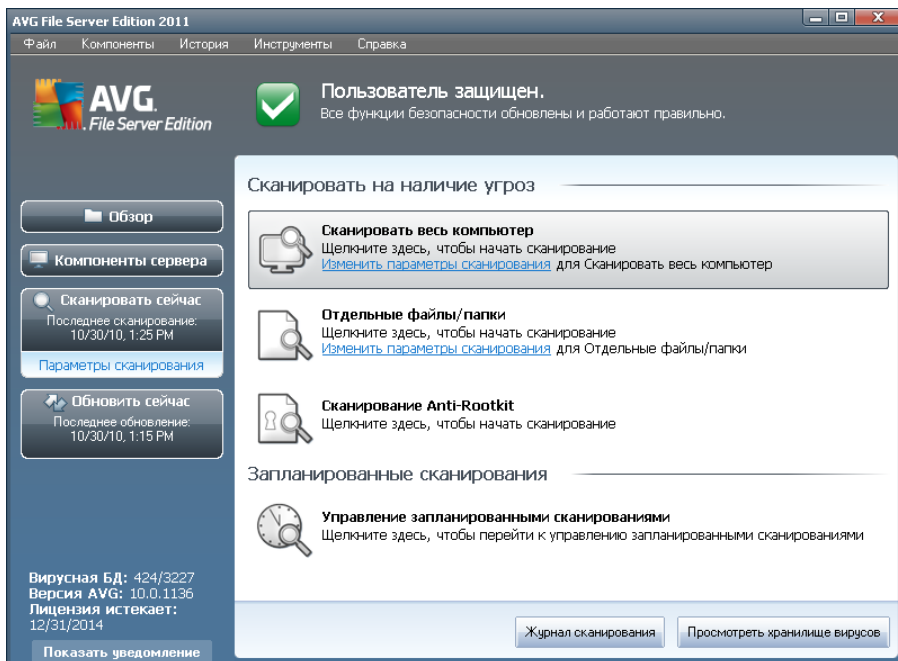 AVG File Server Edition 2011
Файл Компоненты История Инструменты Справка
AVG.
File Server Edition
Пользователь защищен.
Все функции безопасности обновлены и работают правильно.
Обзор
Компоненты сервера
Сканировать сейчас
Последнее сканирование:
10/30/10, 1:25 PM
Параметры сканирования
Обновить сейчас
Последнее обновление:
10/30/10, 1:15 PM
Вирусная БД: 424/3227
Версия AVG: 10.0.1136
Лицензия истекает:
12/31/2014
Показать уведомление
Сканировать на наличие угроз
Сканировать весь компьютер
Щелкните здесь, чтобы начать сканирование
Изменить параметры сканирования для Сканировать весь компьютер
Отдельные файлы/папки
Щелкните здесь, чтобы начать сканирование
Изменить параметры сканирования для Отдельные файлы/папки
Сканирование Anti-Rootkit
Щелкните здесь, чтобы начать сканирование
Запланированные сканирования
Управление запланированными сканированиями
Щелкните здесь, чтобы перейти к управлению запланированными сканированиями
Журнал сканирования
Просмотреть хранилище вирусов